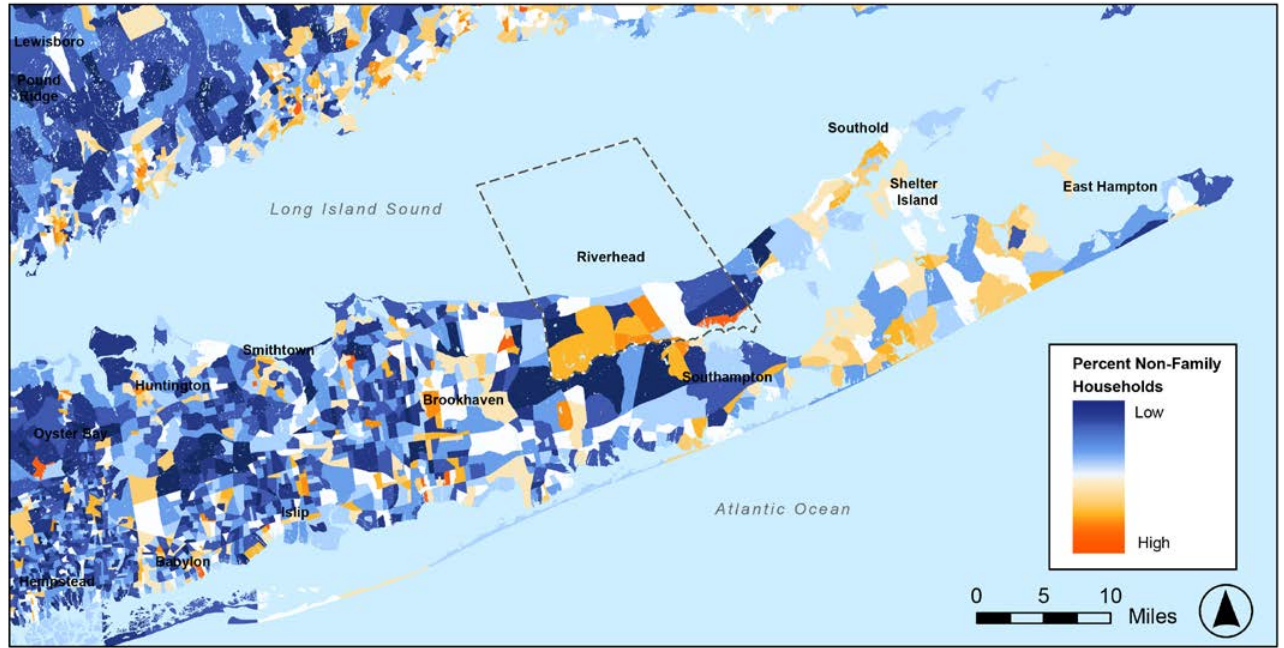 Lewisboro
Pound
Ridge
Southold
Shelter
Island
East Hampton
Long Island Sound
Riverhead
Smithtown
Huntington
Southampton
Brookhaven
Oyster Bay
Atlantic Ocean
Islip
Babylon
Hempstead
Percent Non-Family
Households
Low
High
0 5 10
Miles